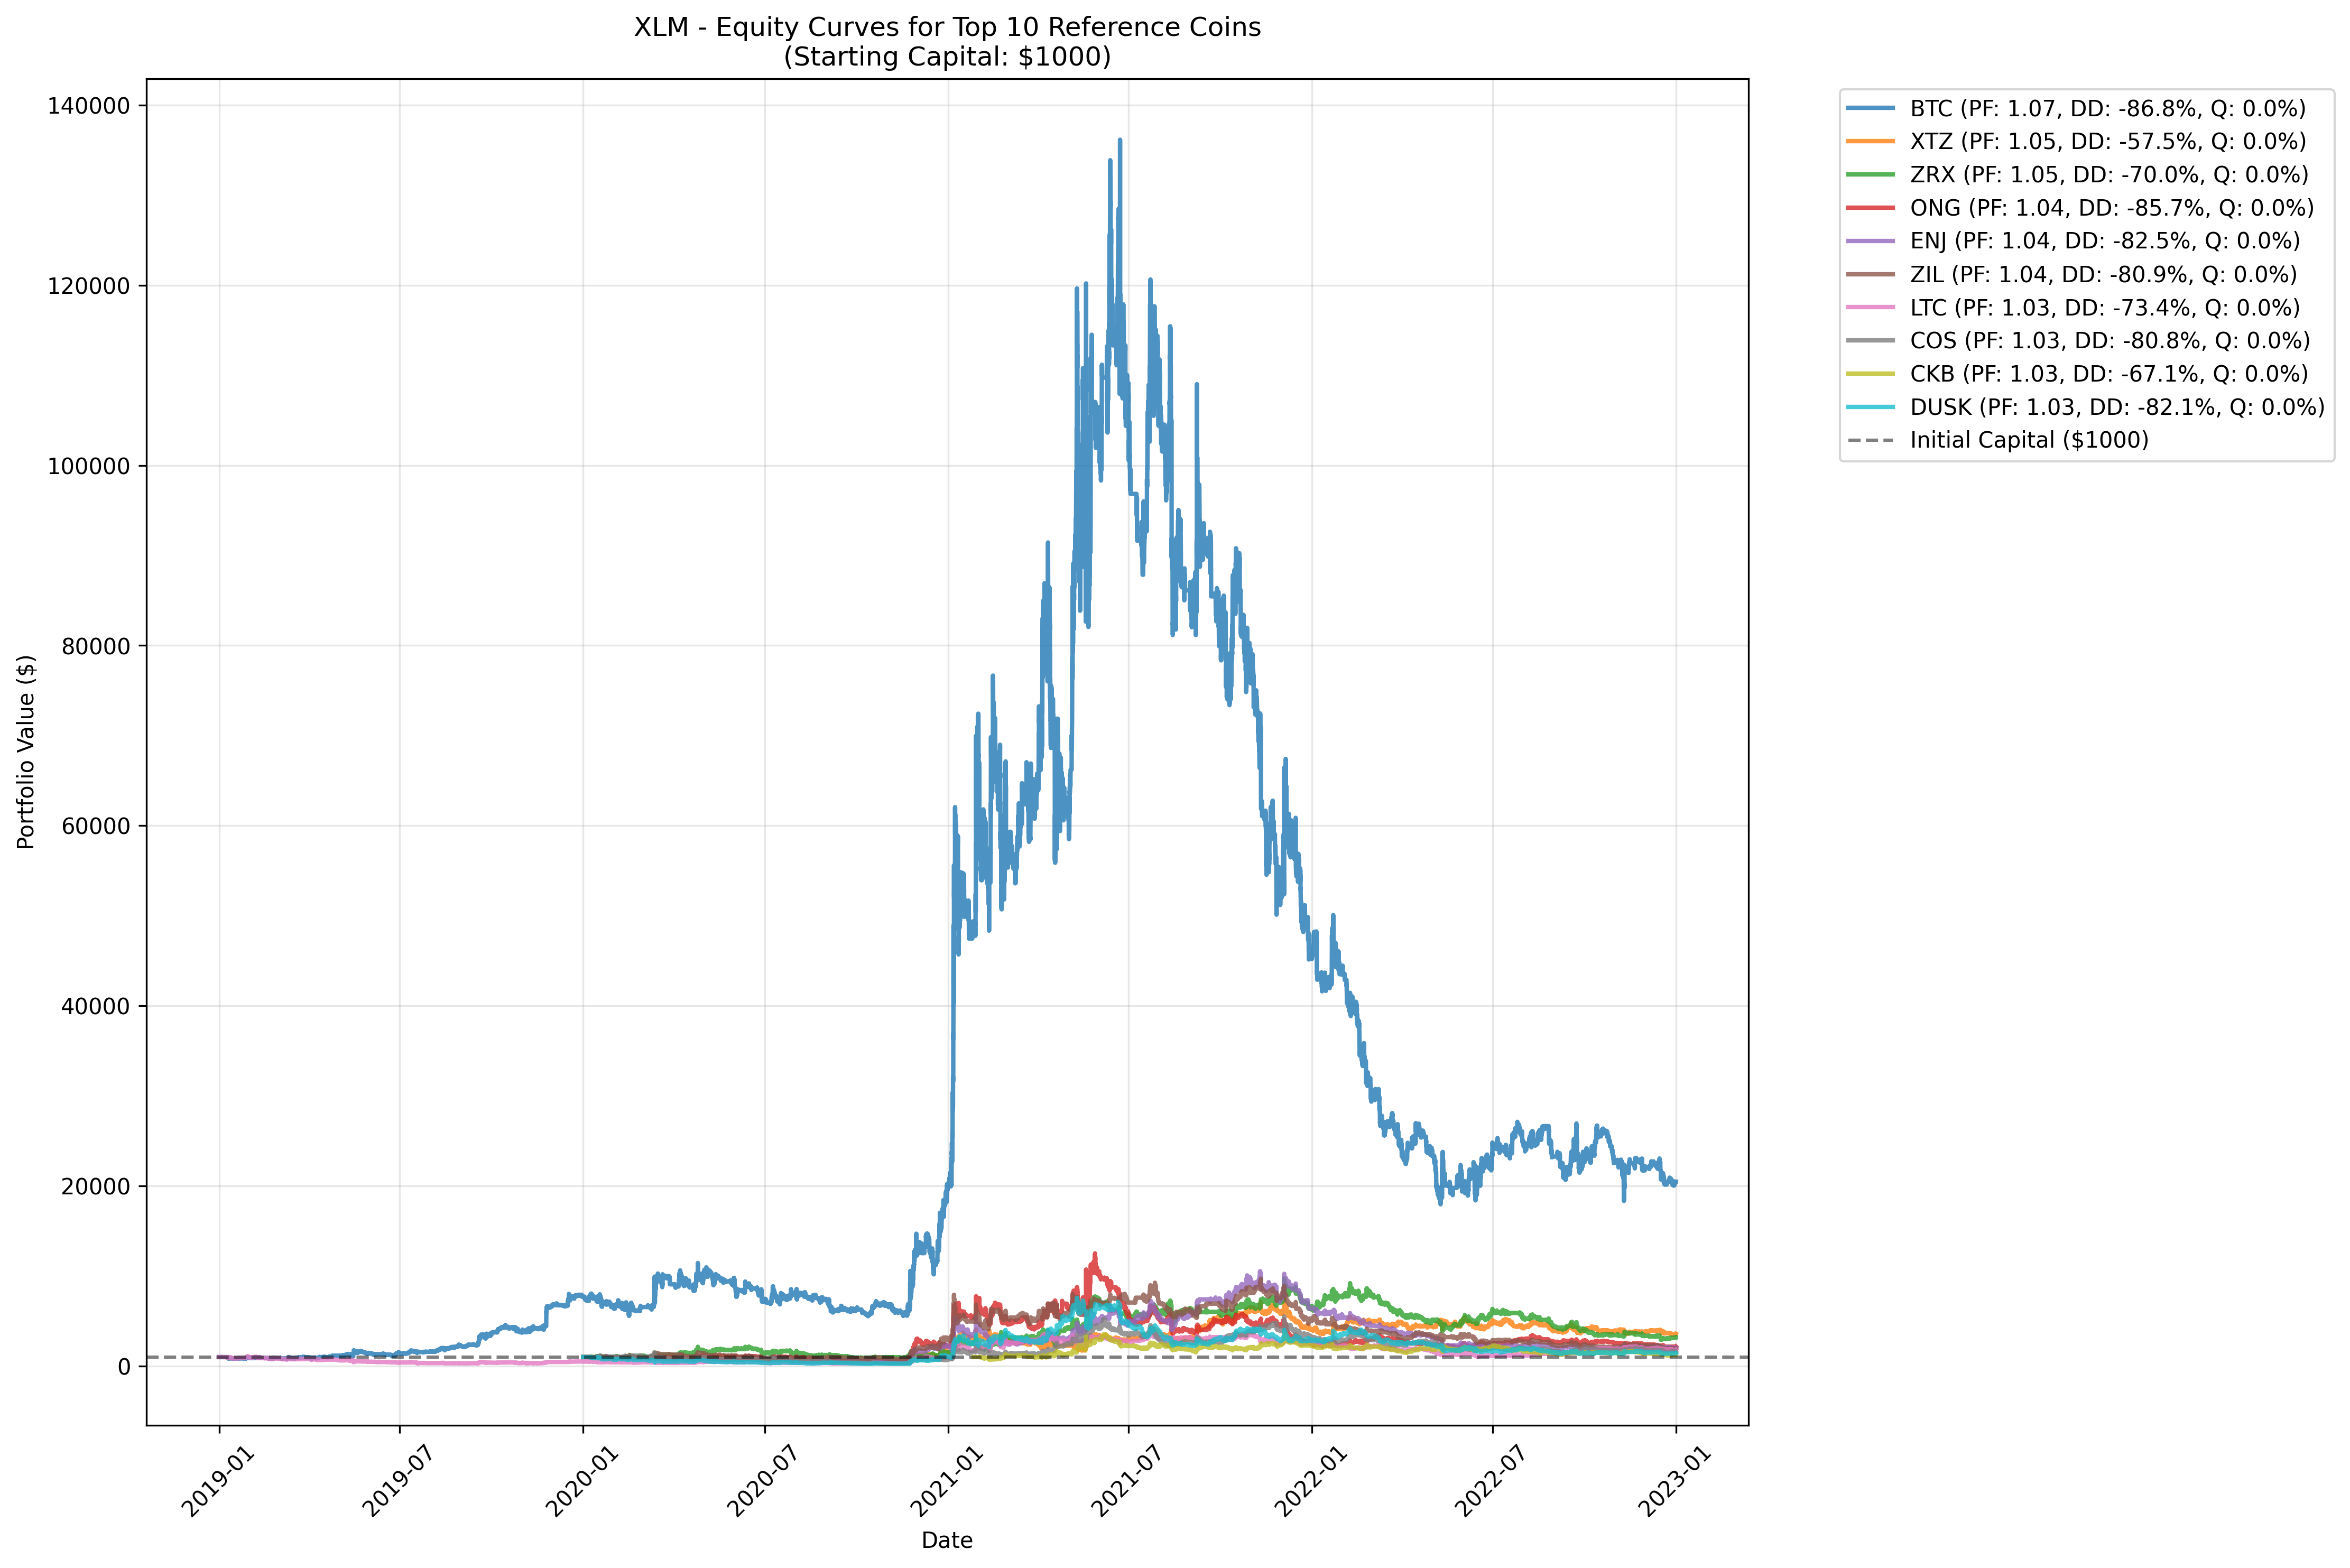 XLM - Equity Curves for Top 10 Reference Coins
(Starting Capital: $1000)
BTC (PF: 1.07, DD: -86.8%, Q: 0.0%)
XTZ (PF: 1.05, DD: -57.5%, Q: 0.0%)
ZRX (PF: 1.05, DD: -70.0%, Q: 0.0%)
ONG (PF: 1.04, DD: -85.7%, Q: 0.0%)
ENJ (PF: 1.04, DD: -82.5%, Q: 0.0%)
ZIL (PF: 1.04, DD: -80.9%, Q: 0.0%)
LTC (PF: 1.03, DD: -73.4%, Q: 0.0%)
COS (PF: 1.03, DD: -80.8%, Q: 0.0%)
CKB (PF: 1.03, DD: -67.1%, Q: 0.0%)
DUSK (PF: 1.03, DD: -82.1%, Q: 0.0%)
Initial Capital ($1000)
Portfolio Value ($)
140000
120000
100000
80000
60000
40000
20000
0
2019-01
2019-07
2020-01
2020-07
2021-01
2021-07
2022-01
2022-07
2023-01
Date